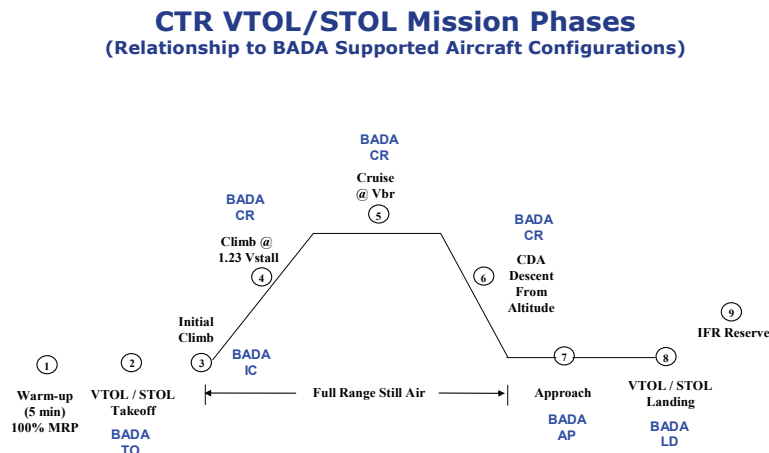 CTR VTOL/STOL Mission Phases
(Relationship to BADA Supported Aircraft Configurations)
BADA
CR
Cruise
@ Vbr
5
BADA
CR
Climb @
1.23 Vstall
4
BADA
CR
CDA
Descent
From
Altitude
6
9
IFR Reserve
Initial
Climb
3
BADA
IC
1
Warm-up
(5 min)
100% MRP
2
VTOL / STOL
Takeoff
BADA
TO
Full Range Still Air
7
Approach
BADA
AP
8
VTOL / STOL
Landing
BADA
LD